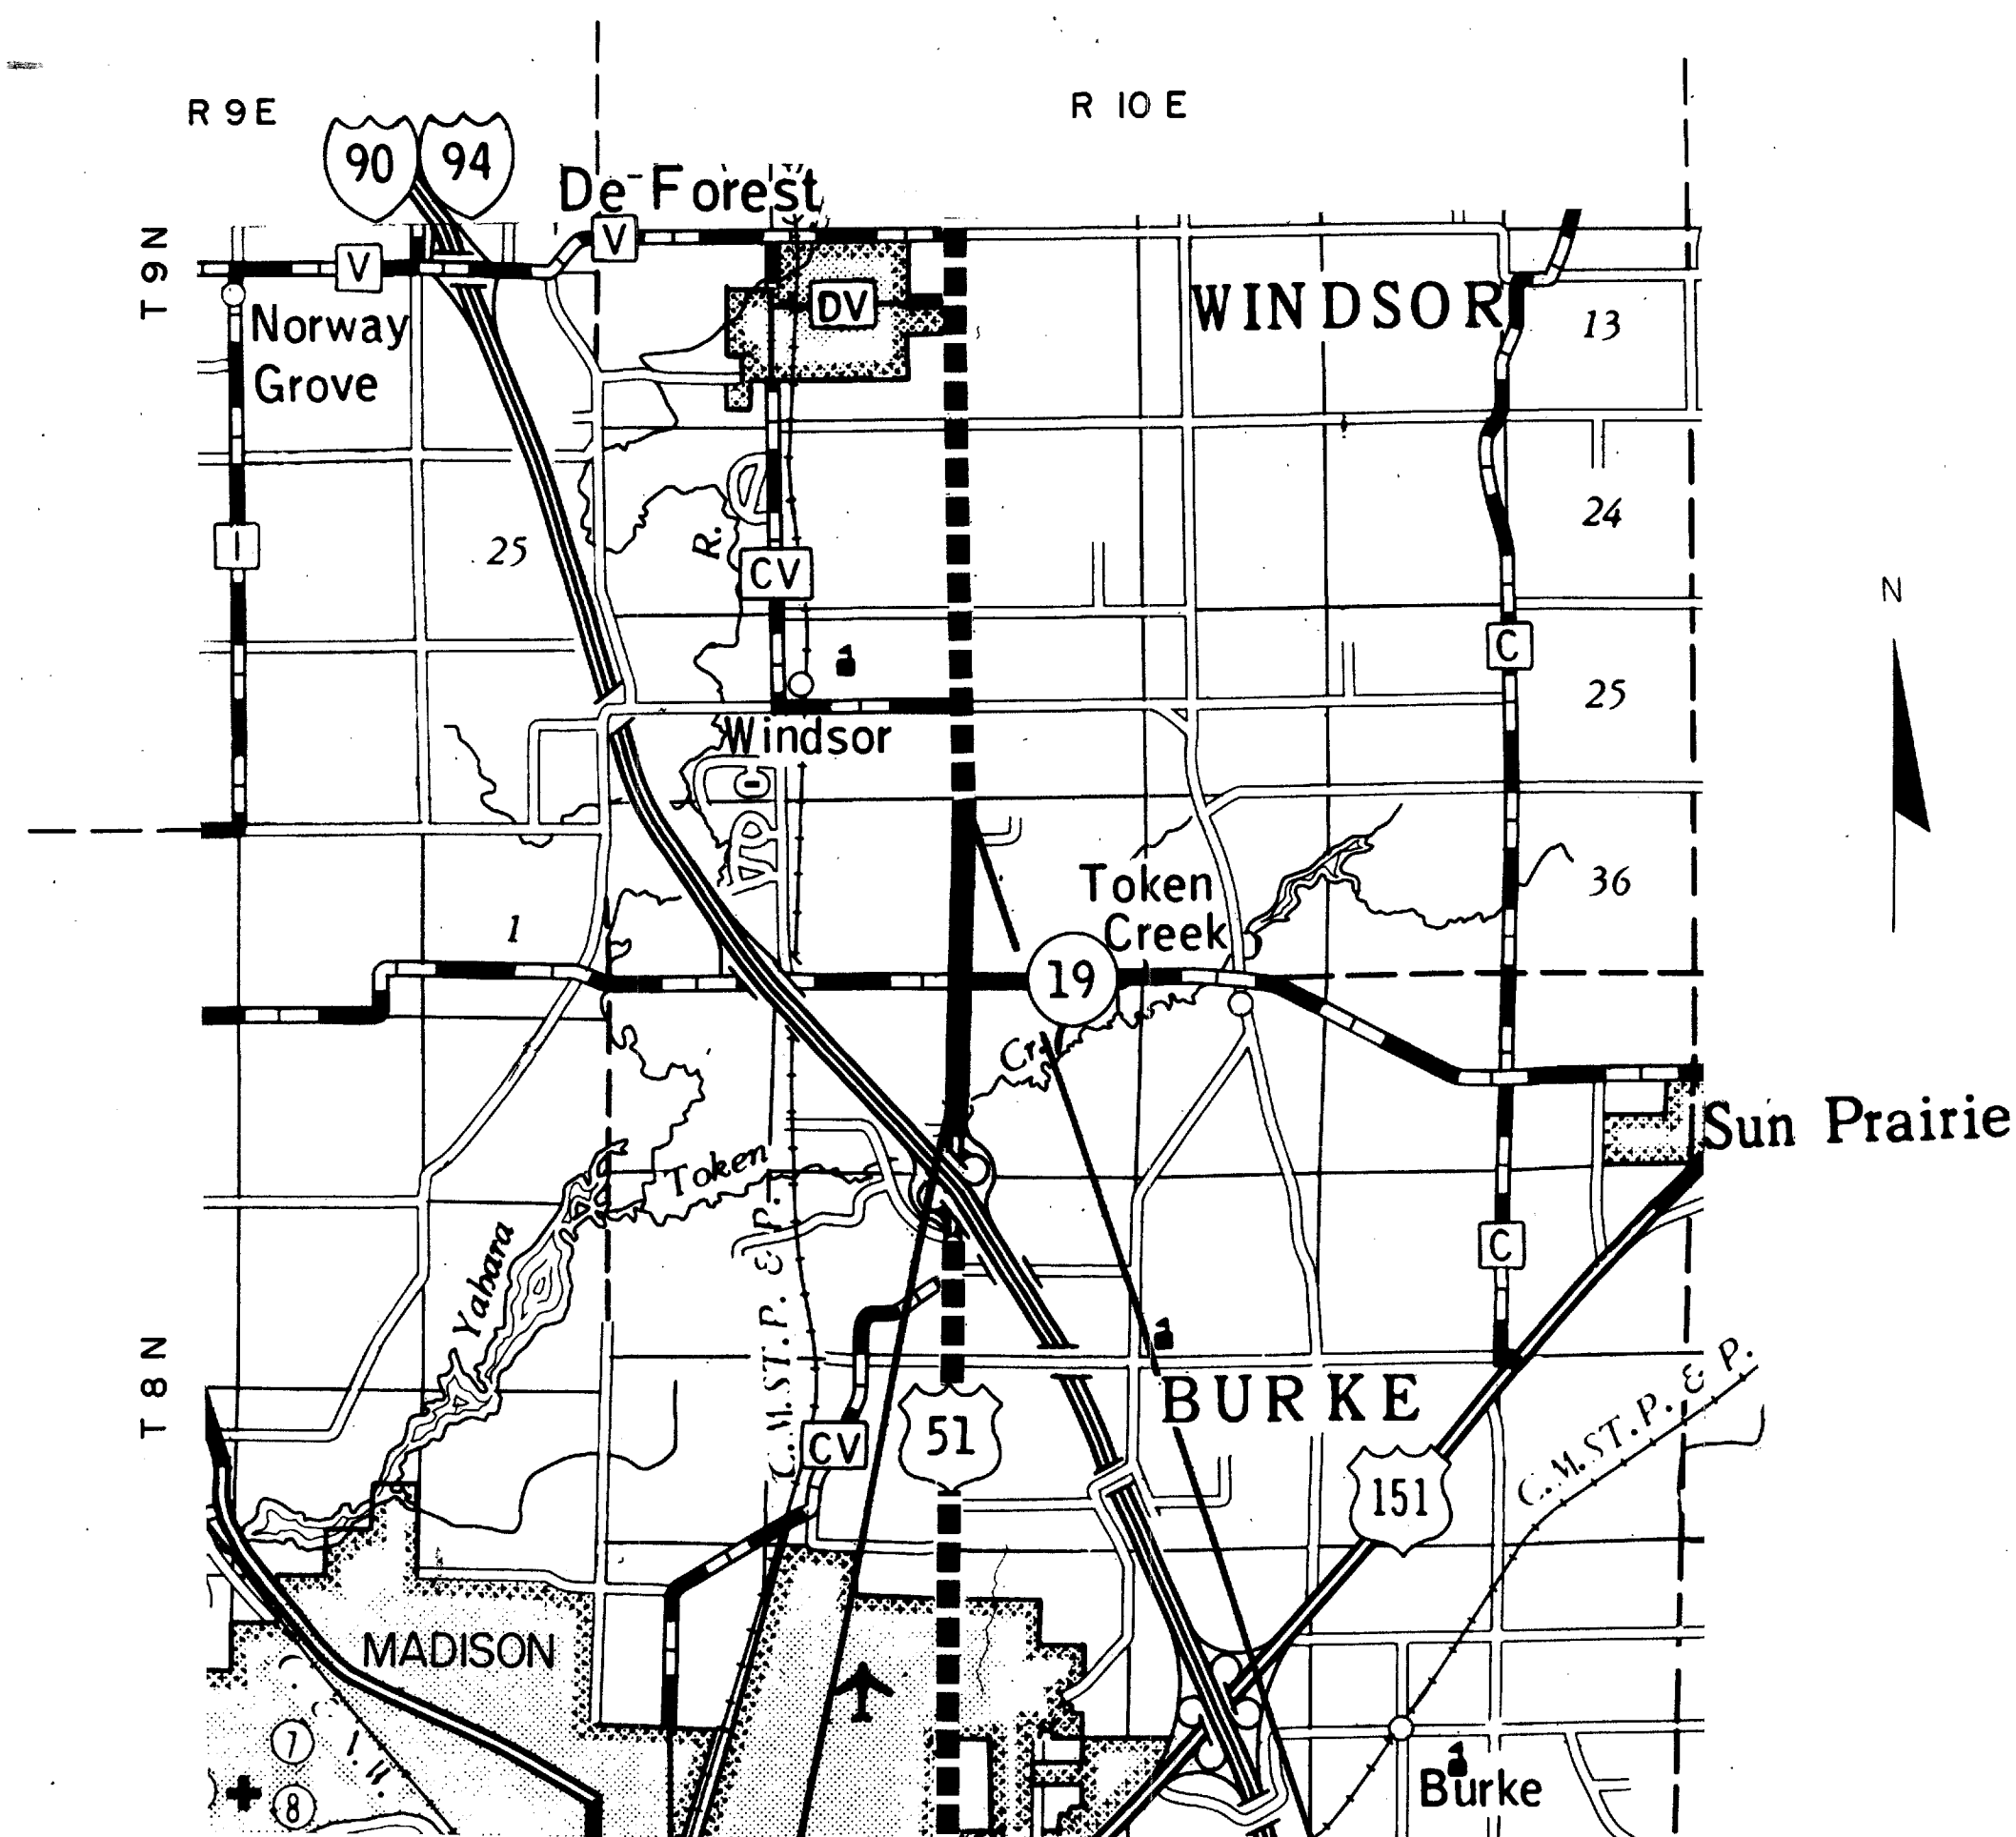 R 9 E
R 10 E
90
94
De Forest
V
V
T 9 N
DV
WINDSOR
13
Norway
Grove
24
25
R.
I
CV
N
C
25
Windsor
Token
Creek
36
1
19
Cr.
Sun Prairie
Token
Yahara
C
C.M.ST.P. & P.
T 8 N
BURKE
51
CV
151
C.M.ST.P. & P.
MADISON
7
8
Burke